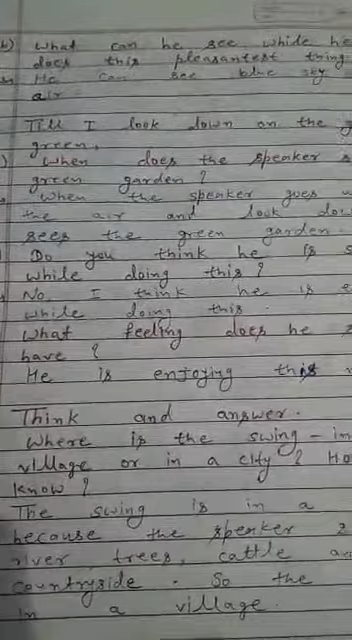 b) What can he see while he
does this pleasantest thing
He can see blue sky
air
Till I look down on the g
green,
) When does the speaker s
green garden ?
When the speaker goes u
the air and look dow
sees the green garden
Do you think he is s
while doing this ?
No, I think he is e
while doing this.
What feeling does he
have ?
He is enjoying this
Think and answer.
Where is the swing - in
village or in a city ? Ho
know ?
The swing is in a
because the speaker
river, trees, cattle an
countryside. So the
in a village.